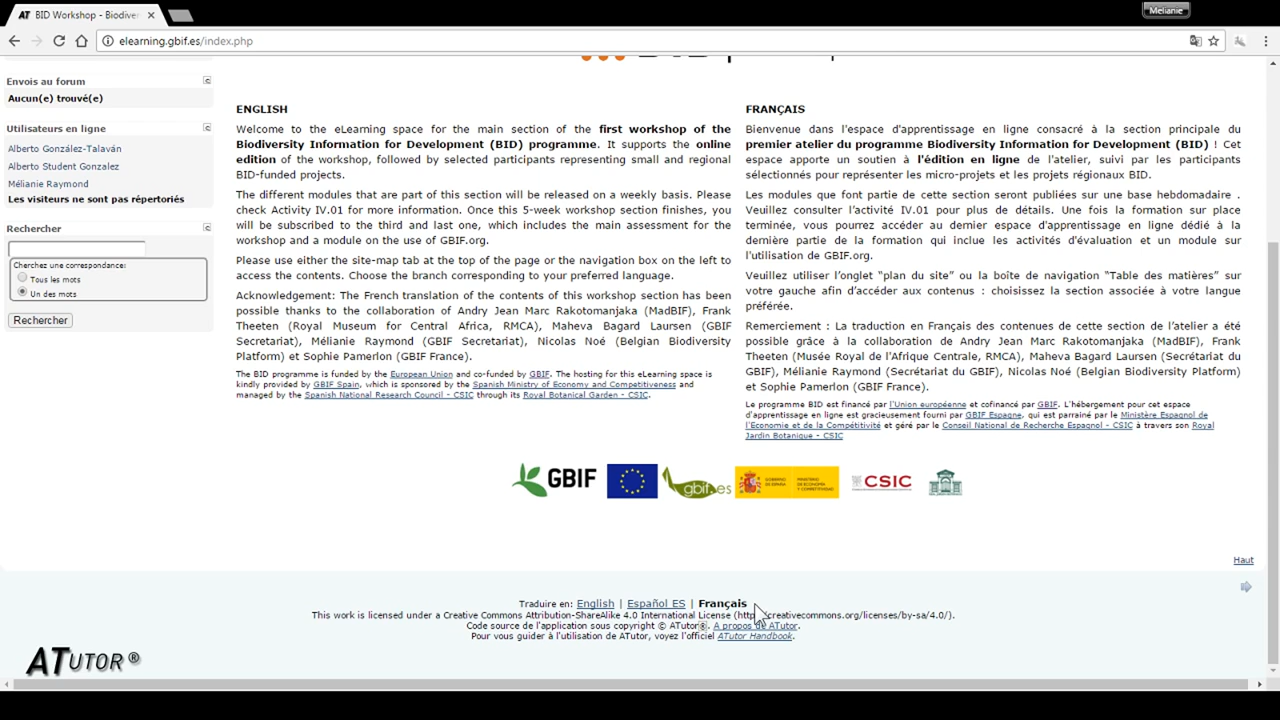 BID Workshop - Biodiver
Melianie
elearning.gbif.es/index.php
Envois au forum
Aucun(e) trouvé(e)
Utilisateurs en ligne
Alberto González-Talaván
Alberto Student Gonzalez
Mélianie Raymond
Les visiteurs ne sont pas répertoriés
Rechercher
Cherchez une correspondance:
Tous les mots
Un des mots
Rechercher
ENGLISH
Welcome to the eLearning space for the main section of the first workshop of the
Biodiversity Information for Development (BID) programme. It supports the online
edition of the workshop, followed by selected participants representing small and regional
BID-funded projects.
The different modules that are part of this section will be released on a weekly basis. Please
check Activity IV.01 for more information. Once this 5-week workshop section finishes, you
will be subscribed to the third and last one, which includes the main assessment for the
workshop and a module on the use of GBIF.org.
Please use either the site-map tab at the top of the page or the navigation box on the left to
access the contents. Choose the branch corresponding to your preferred language.
Acknowledgement: The French translation of the contents of this workshop section has been
possible thanks to the collaboration of Andry Jean Marc Rakotomanjaka (MadBIF), Frank
Theeten (Royal Museum for Central Africa, RMCA), Maheva Bagard Laursen (GBIF
Secretariat), Mélianie Raymond (GBIF Secretariat), Nicolas Noé (Belgian Biodiversity
Platform) et Sophie Pamerlon (GBIF France).
The BID programme is funded by the European Union and co-funded by GBIF. The hosting for this eLearning space is
kindly provided by GBIF Spain, which is sponsored by the Spanish Ministry of Economy and Competitiveness and
managed by the Spanish National Research Council - CSIC through its Royal Botanical Garden - CSIC.
FRANÇAIS
Bienvenue dans l'espace d'apprentissage en ligne consacré à la section principale du
premier atelier du programme Biodiversity Information for Development (BID) ! Cet
espace apporte un soutien à l'édition en ligne de l'atelier, suivi par les participants
sélectionnés pour représenter les micro-projets et les projets régionaux BID.
Les modules que font partie de cette section seront publiées sur une base hebdomadaire .
Veuillez consulter l'activité IV.01 pour plus de détails. Une fois la formation sur place
terminée, vous pourrez accéder au dernier espace d'apprentissage en ligne dédié à la
dernière partie de la formation qui inclue les activités d'évaluation et un module sur
l'utilisation de GBIF.org.
Veuillez utiliser l'onglet "plan du site" ou la boîte de navigation "Table des matières" sur
votre gauche afin d'accéder aux contenus : choisissez la section associée à votre langue
préférée.
Remerciement : La traduction en Français des contenues de cette section de l'atelier a été
possible grâce à la collaboration de Andry Jean Marc Rakotomanjaka (MadBIF), Frank
Theeten (Musée Royal de l'Afrique Centrale, RMCA), Maheva Bagard Laursen (Secrétariat du
GBIF), Mélianie Raymond (Secrétariat du GBIF), Nicolas Noé (Belgian Biodiversity Platform)
et Sophie Pamerlon (GBIF France).
Le programme BID est financé par l'Union européenne et cofinancé par GBIF. L'hébergement pour cet espace
d'apprentissage en ligne est gracieusement fourni par GBIF Espagne, qui est parrainé par le Ministère Espagnol de
l'Economie et de la Compétitivité et géré par le Conseil National de Recherche Espagnol - CSIC à travers son Royal
Jardin Botanique - CSIC
GBIF
gbif.es
GOBIERNO DE ESPAÑA
MINISTERIO DE ECONOMÍA Y COMPETITIVIDAD
CSIC
Haut
Traduire en: English | Español ES | Français
This work is licensed under a Creative Commons Attribution-ShareAlike 4.0 International License (http creativecommons.org/licenses/by-sa/4.0/).
Code source de l'application sous copyright © ATutor®. A propos de ATutor.
Pour vous guider à l'utilisation de ATutor, voyez l'officiel ATutor Handbook.
ATUTOR ®